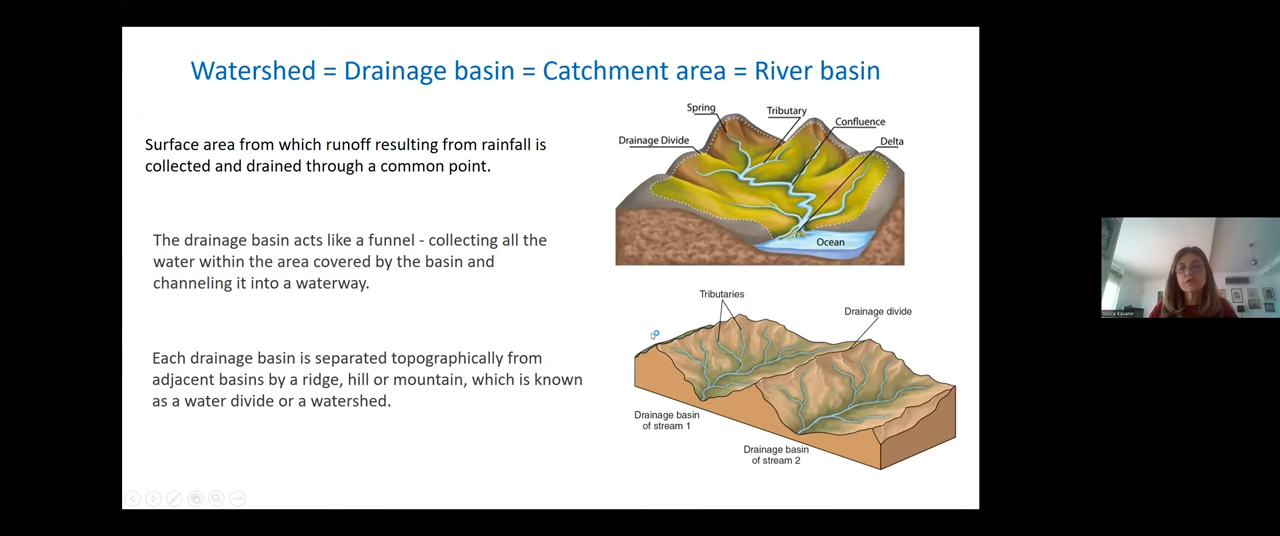 Watershed = Drainage basin = Catchment area = River basin
Surface area from which runoff resulting from rainfall is
collected and drained through a common point.
The drainage basin acts like a funnel - collecting all the
water within the area covered by the basin and
channeling it into a waterway.
Each drainage basin is separated topographically from
adjacent basins by a ridge, hill or mountain, which is known
as a water divide or a watershed.
Spring
Tributary
Confluence
Drainage Divide
Delta
Ocean
Tributaries
Drainage divide
Drainage basin
of stream 1
Drainage basin
of stream 2